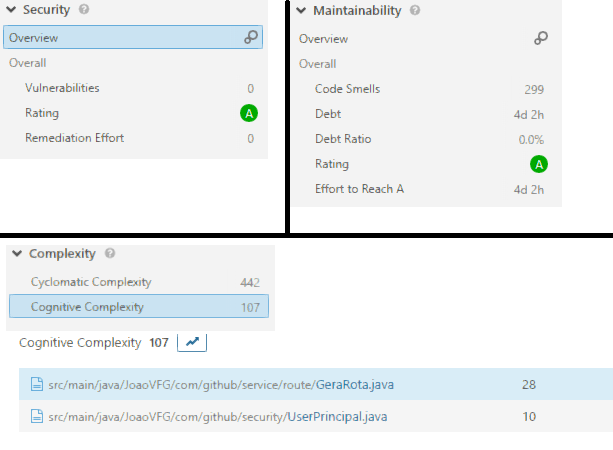 Security
Overview
Overall
Vulnerabilities 0
Rating A
Remediation Effort 0
Maintainability
Overview
Overall
Code Smells 299
Debt 4d 2h
Debt Ratio 0.0%
Rating A
Effort to Reach A 4d 2h
Complexity
Cyclomatic Complexity 442
Cognitive Complexity 107
Cognitive Complexity 107
src/main/java/JoaoVFG/com/github/service/route/GeraRota.java 28
src/main/java/JoaoVFG/com/github/security/UserPrincipal.java 10